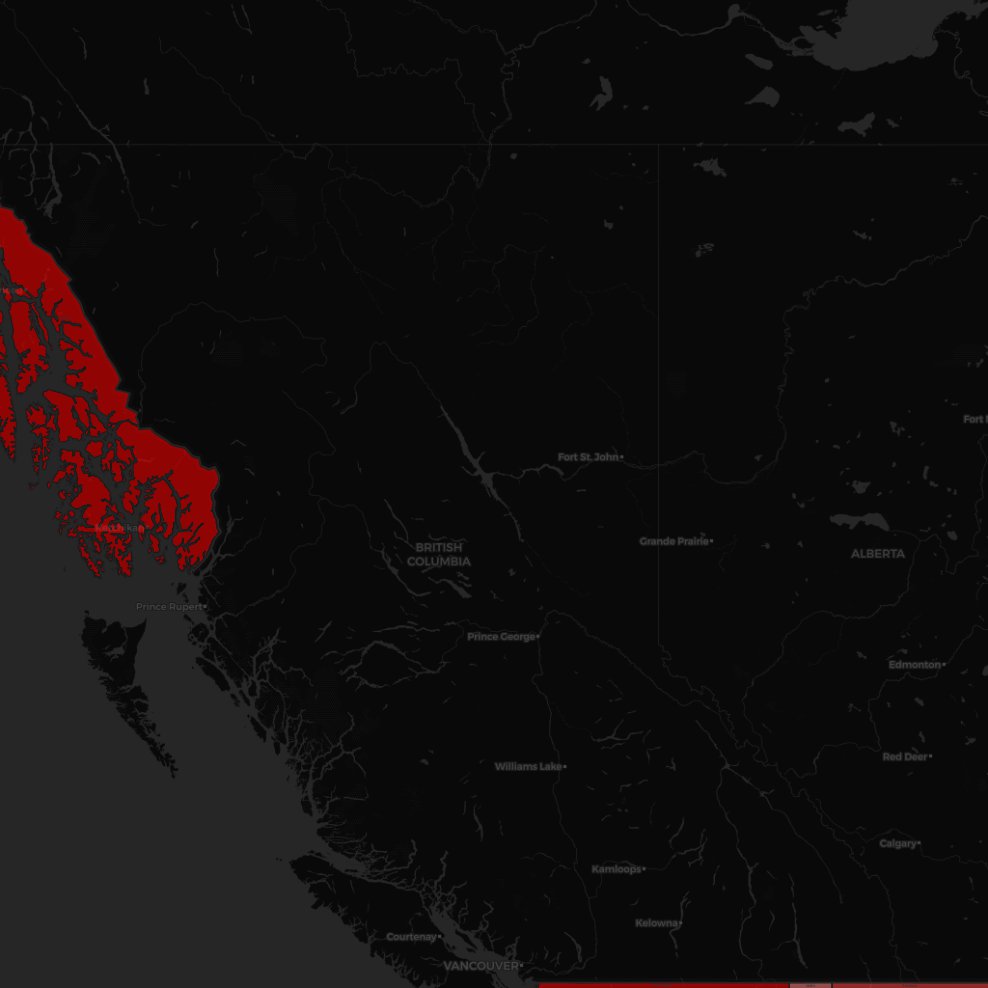 Fort St. John
Ketchikan
Grande Prairie
BRITISH
COLUMBIA
ALBERTA
Prince Rupert
Prince George
Edmonton
Red Deer
Williams Lake
Calgary
Kamloops
Kelowna
Courtenay
VANCOUVER